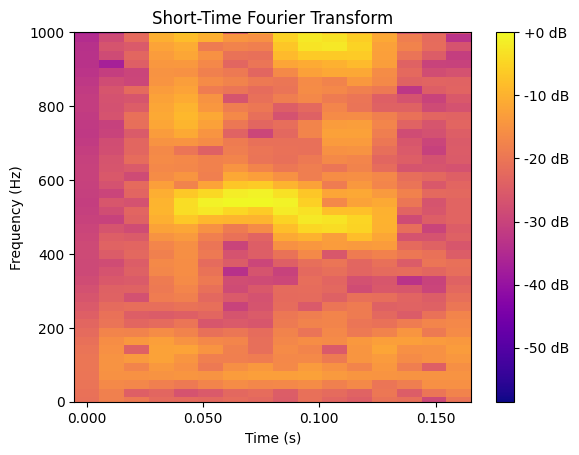 Short-Time Fourier Transform
1000
800
600
400
200
0
Frequency (Hz)
0.000
0.050
0.100
0.150
Time (s)
+0 dB
-10 dB
-20 dB
-30 dB
-40 dB
-50 dB